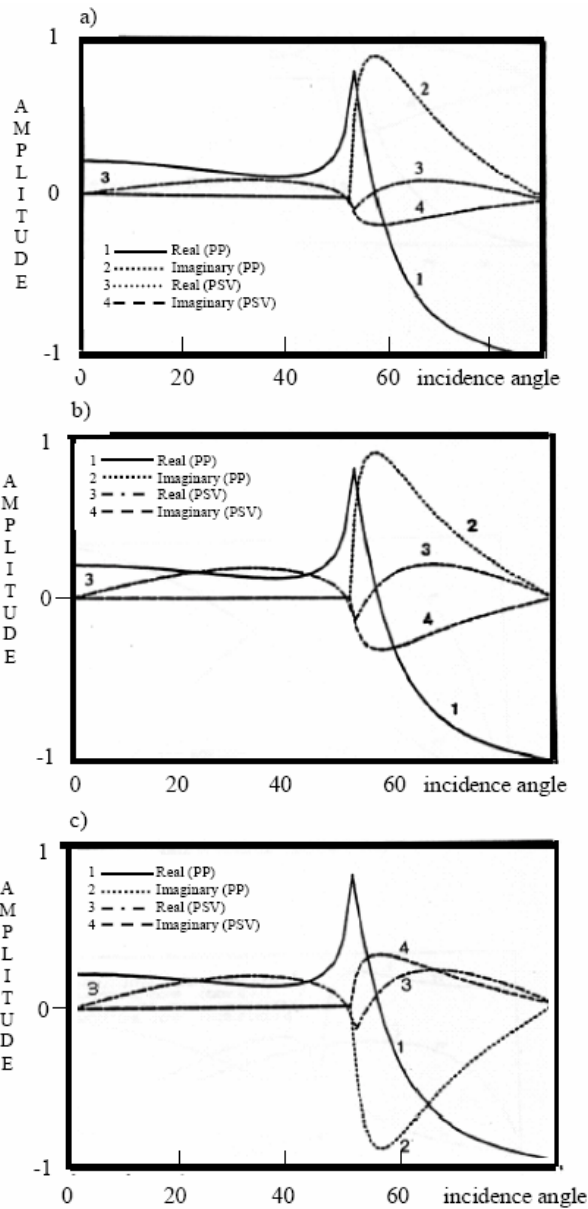 a)
1
AMPLITUDE
0
-1
2
3
3
4
1
1 Real (PP)
2 Imaginary (PP)
3 Real (PSV)
4 Imaginary (PSV)
0 20 40 60 incidence angle
b)
1
AMPLITUDE
0
-1
1 Real (PP)
2 Imaginary (PP)
3 Real (PSV)
4 Imaginary (PSV)
2
3
3
4
1
0 20 40 60 incidence angle
c)
1
AMPLITUDE
0
-1
1 Real (PP)
2 Imaginary (PP)
3 Real (PSV)
4 Imaginary (PSV)
4
3
3
1
2
0 20 40 60 incidence angle